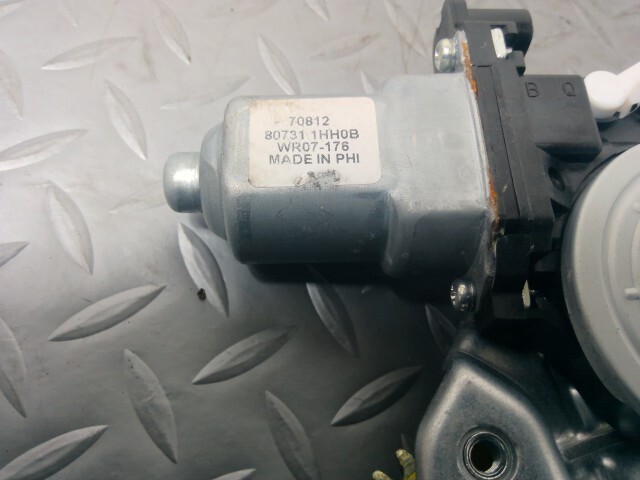 70812
80731 1HH0B
WR07-176
MADE IN PHI
B Q